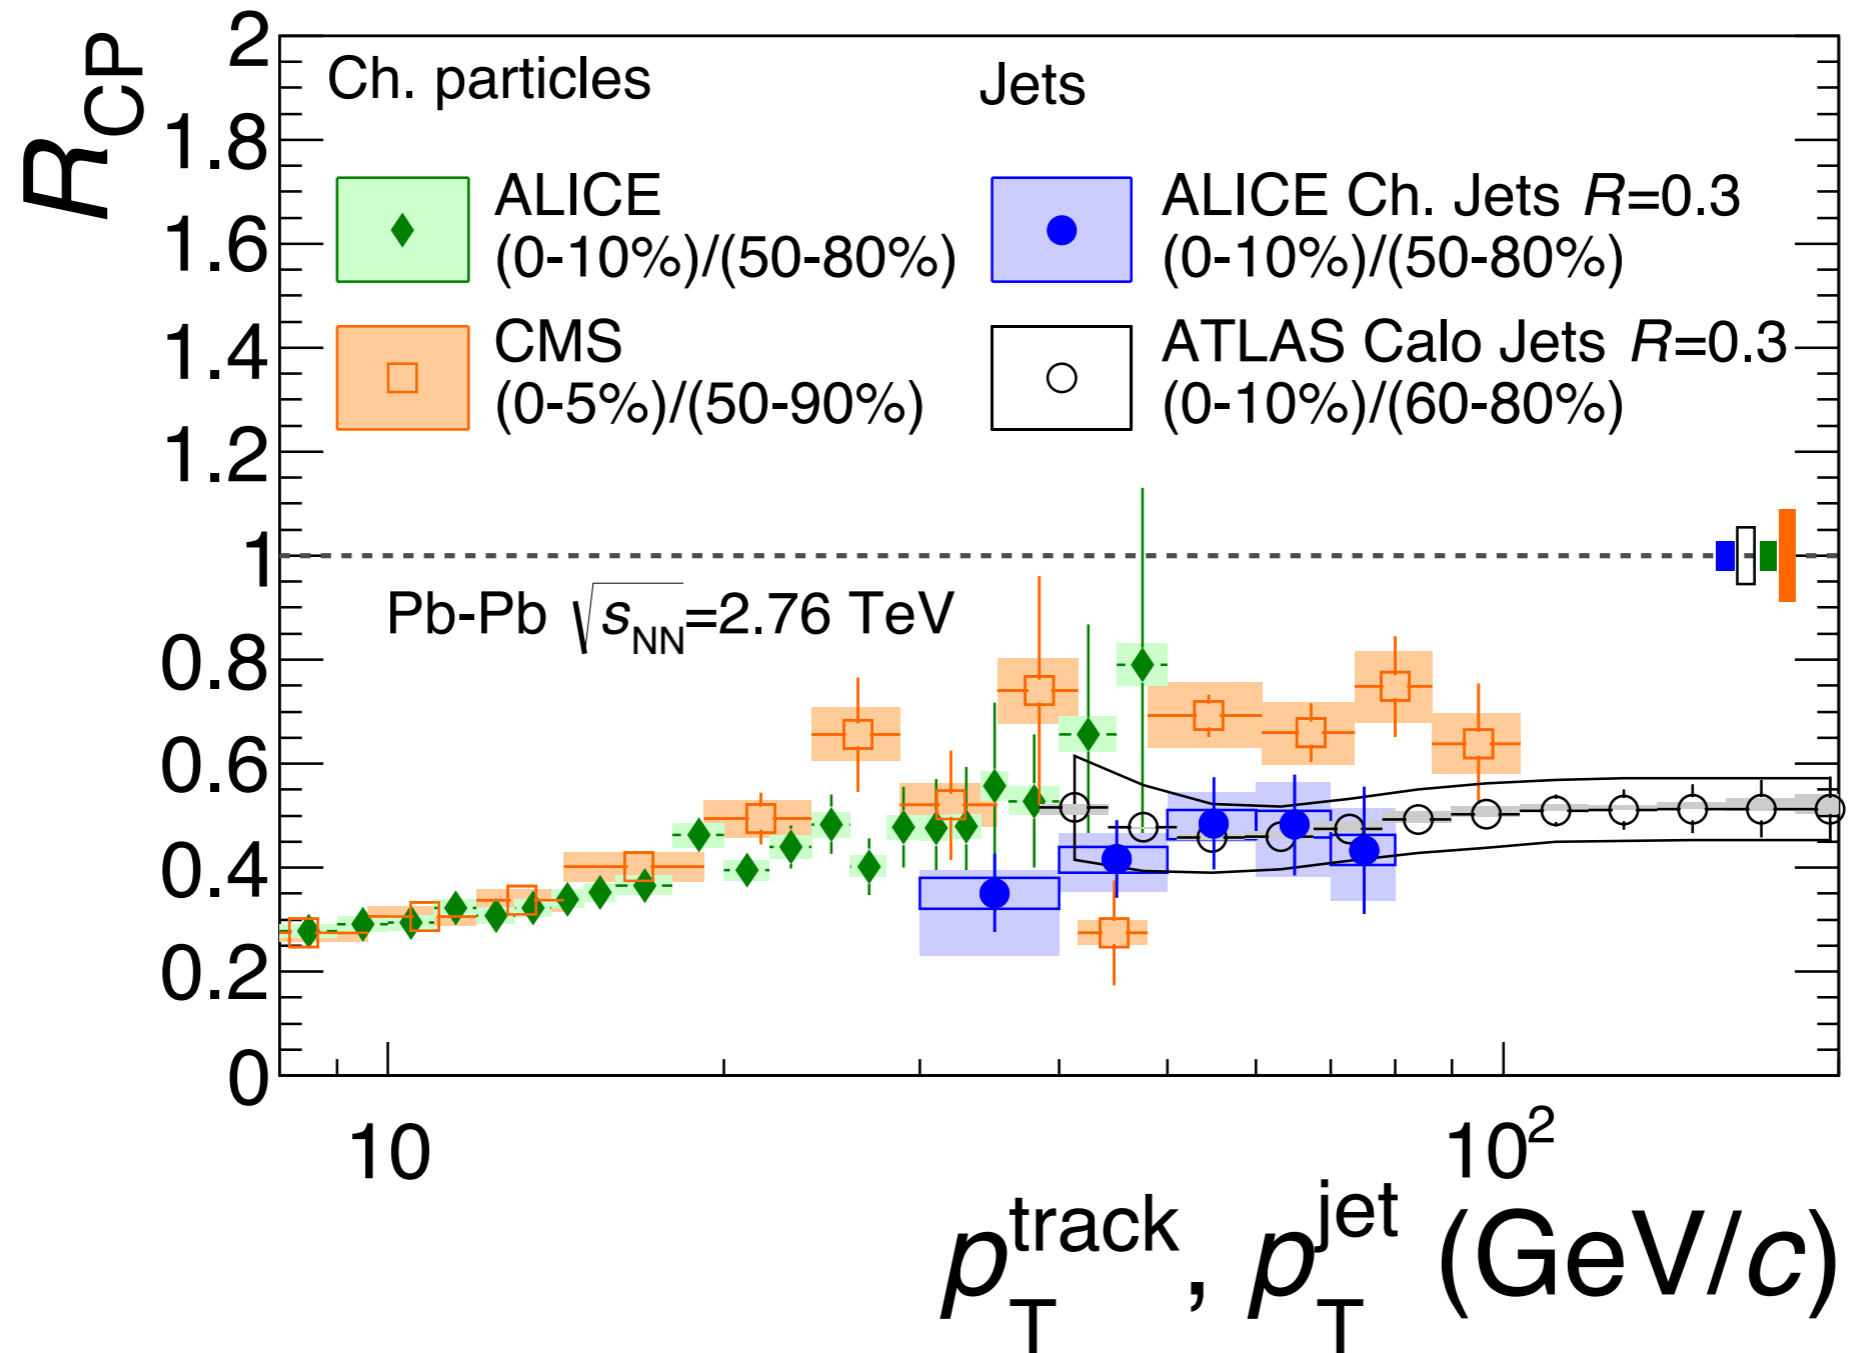 R_CP
2
1.8
1.6
1.4
1.2
1
0.8
0.6
0.4
0.2
0
Ch. particles
ALICE
(0-10%)/(50-80%)
CMS
(0-5%)/(50-90%)
Jets
ALICE Ch. Jets R=0.3
(0-10%)/(50-80%)
ATLAS Calo Jets R=0.3
(0-10%)/(60-80%)
Pb-Pb √s_NN=2.76 TeV
10
10²
p_T^track, p_T^jet (GeV/c)